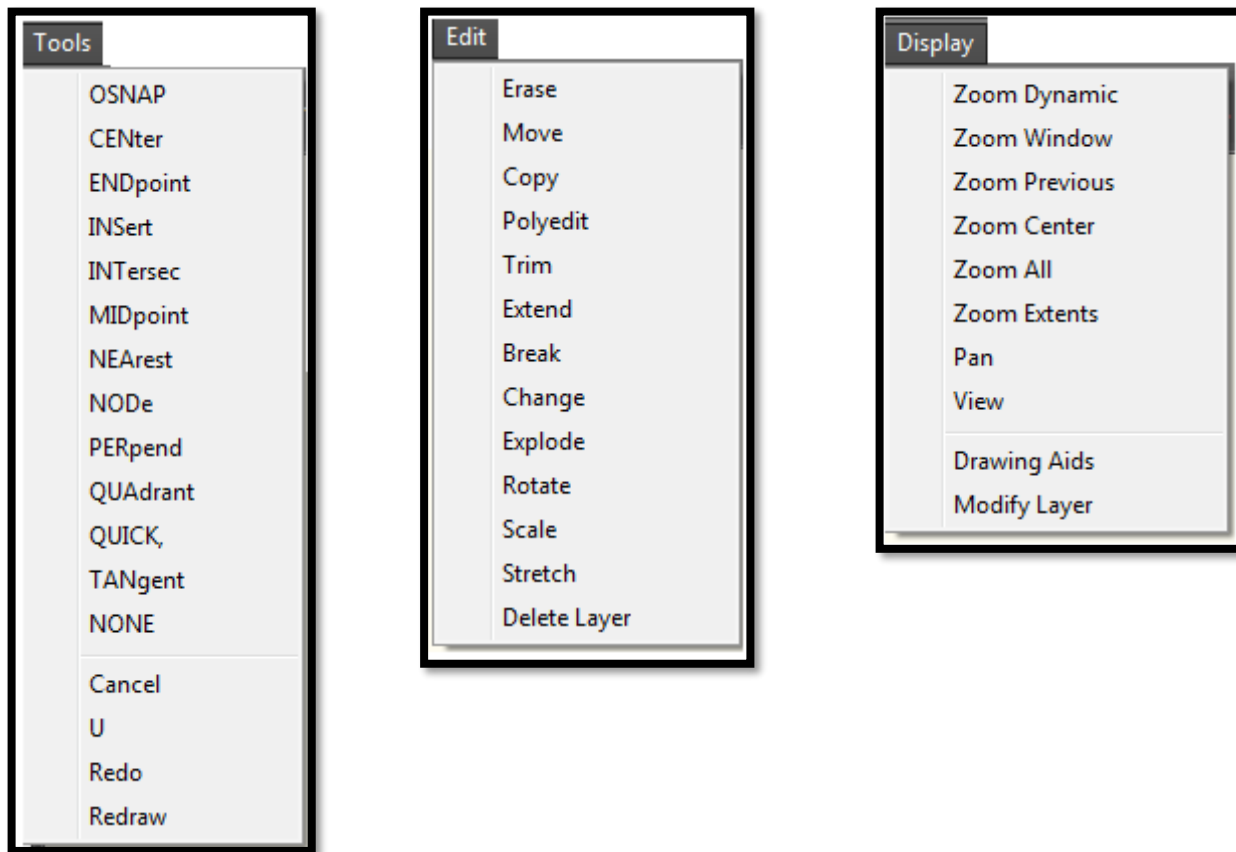 Tools
OSNAP
CENter
ENDpoint
INSert
INTersec
MIDpoint
NEArest
NODe
PERpend
QUAdrant
QUICK,
TANgent
NONE
Cancel
U
Redo
Redraw
Edit
Erase
Move
Copy
Polyedit
Trim
Extend
Break
Change
Explode
Rotate
Scale
Stretch
Delete Layer
Display
Zoom Dynamic
Zoom Window
Zoom Previous
Zoom Center
Zoom All
Zoom Extents
Pan
View
Drawing Aids
Modify Layer